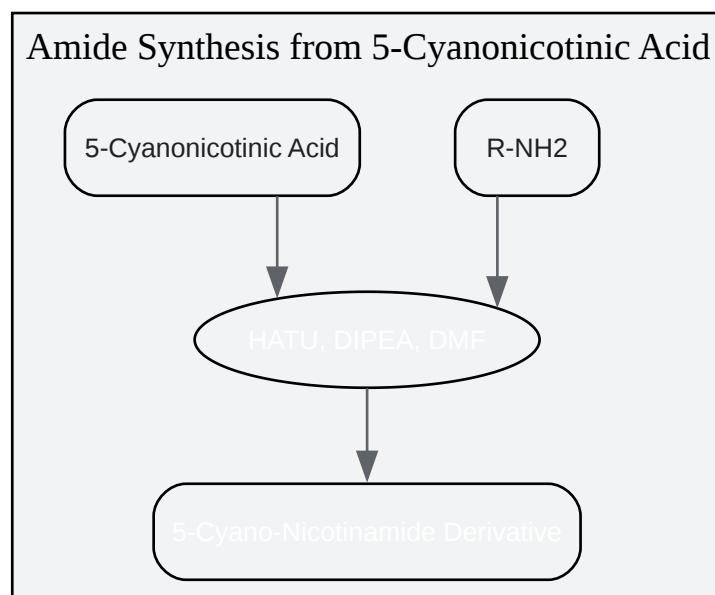 Amide Synthesis from 5-Cyanonicotinic Acid
5-Cyanonicotinic Acid
R-NH2
HATU, DIPEA, DMF
5-Cyano-Nicotinamide Derivative